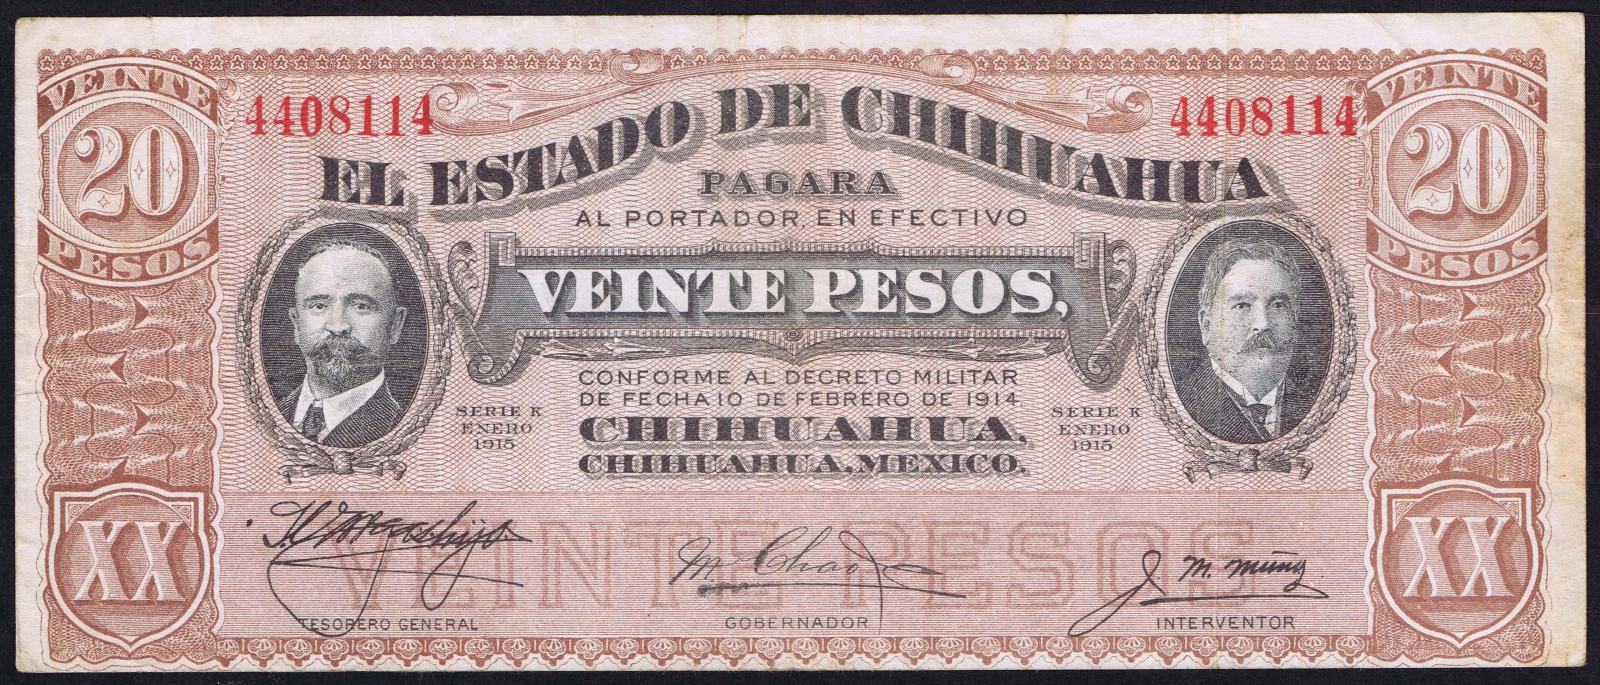 VEINTE 20 PESOS
4408114
4408114
VEINTE 20 PESOS
EL ESTADO DE CHIHUAHUA
PAGARA
AL PORTADOR, EN EFECTIVO
VEINTE PESOS,
CONFORME AL DECRETO MILITAR
DE FECHA 10 DE FEBRERO DE 1914
CHIHUAHUA,
CHIHUAHUA, MEXICO.
SERIE K
ENERO
1915
SERIE K
ENERO
1915
XX
VEINTE PESOS
XX
M. Chao
J. M. Muñoz
TESORERO GENERAL
GOBERNADOR
INTERVENTOR